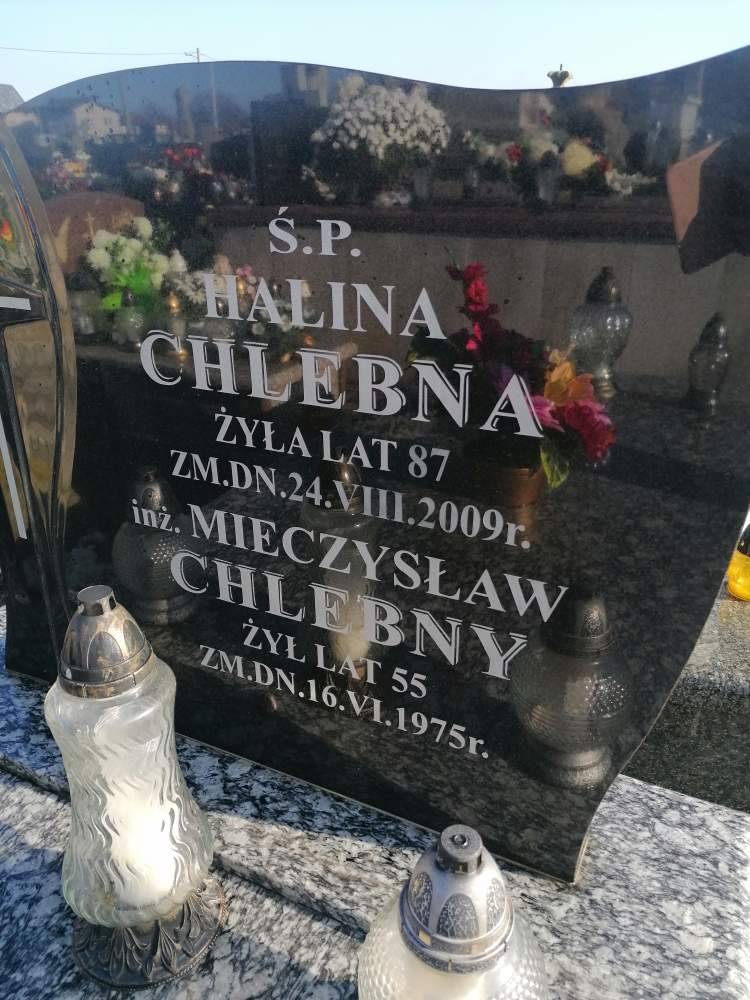 Ś.P.
HALINA
CHLEBNA
ŻYŁA LAT 87
ZM.DN.24.VIII.2009r.
inż. MIECZYSŁAW
CHLEBNY
ŻYŁ LAT 55
ZM.DN.16.VI.1975r.